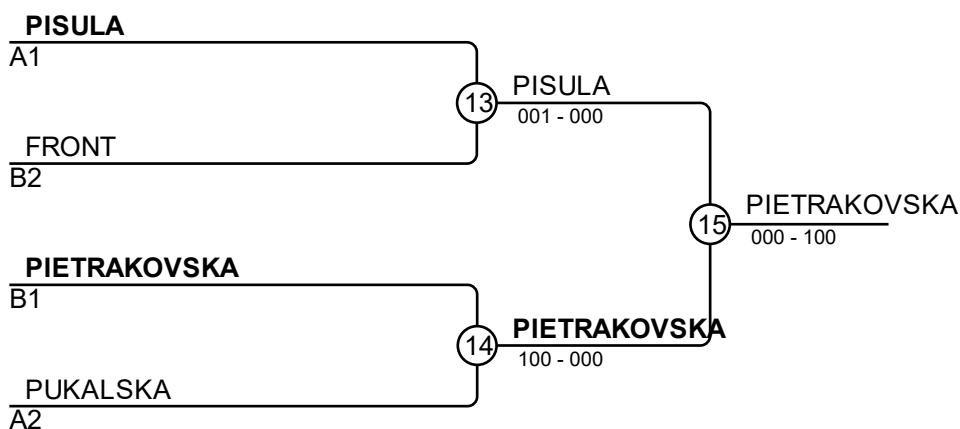 PISULA
A1
13
PISULA
001 - 000
FRONT
B2
15
PIETRAKOVSKA
000 - 100
PIETRAKOVSKA
B1
14
PIETRAKOVSKA
100 - 000
PUKALSKA
A2